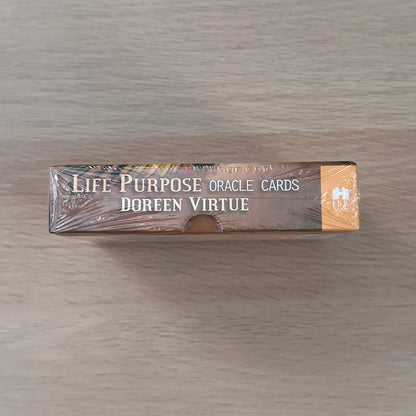 LIFE PURPOSE ORACLE CARDS
DOREEN VIRTUE